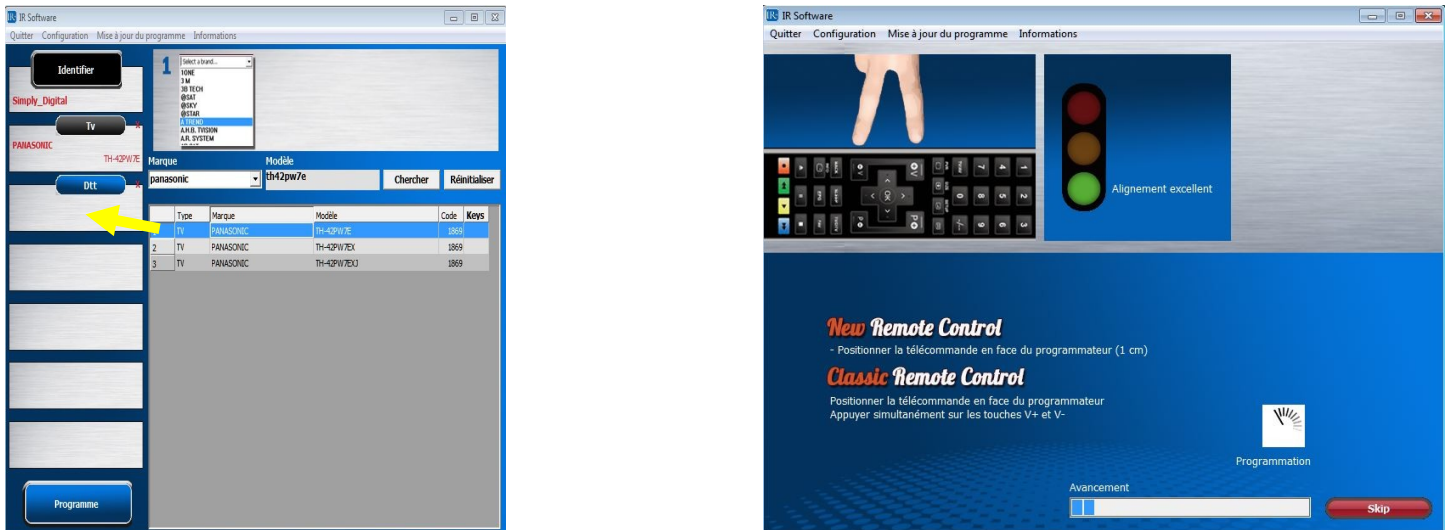 IR Software
Quitter Configuration Mise à jour du programme Informations
Identifier
Simply_Digital
Tv
PANASONIC
TH-42PW7E
Dtt
Programme
1
Select a brand...
1ONE
3 M
3B TECH
@SAT
@SKY
@STAR
A TREND
A.H.B. TVISION
A.R. SYSTEM
Marque Modèle
panasonic th42pw7e Chercher Réinitialiser
Type Marque Modèle Code Keys
TV PANASONIC TH-42PW7E 1869
2 TV PANASONIC TH-42PW7EX 1869
3 TV PANASONIC TH-42PW7EXJ 1869
IR Software
Quitter Configuration Mise à jour du programme Informations
Alignement excellent
New Remote Control
- Positionner la télécommande en face du programmateur (1 cm)
Classic Remote Control
Positionner la télécommande en face du programmateur
Appuyer simultanément sur les touches V+ et V-
Programmation
Avancement
Skip